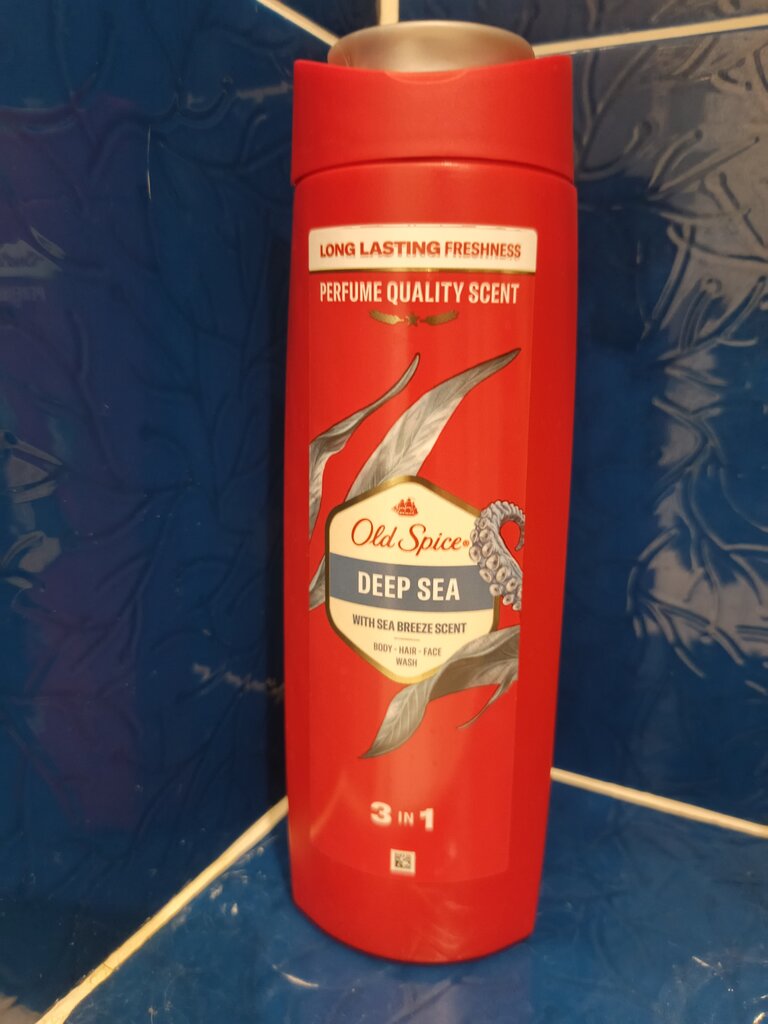 LONG LASTING FRESHNESS
PERFUME QUALITY SCENT
Old Spice®
DEEP SEA
WITH SEA BREEZE SCENT
BODY - HAIR - FACE
WASH
3 IN 1